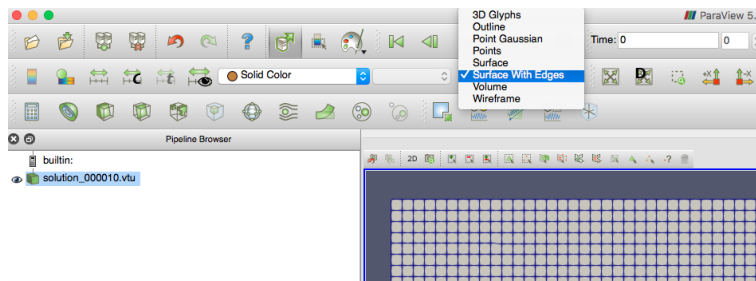 ParaView 5.
3D Glyphs
Outline
Point Gaussian
Points
Surface
Surface With Edges
Volume
Wireframe
Time: 0
0
Solid Color
Pipeline Browser
builtin:
solution_000010.vtu
2D